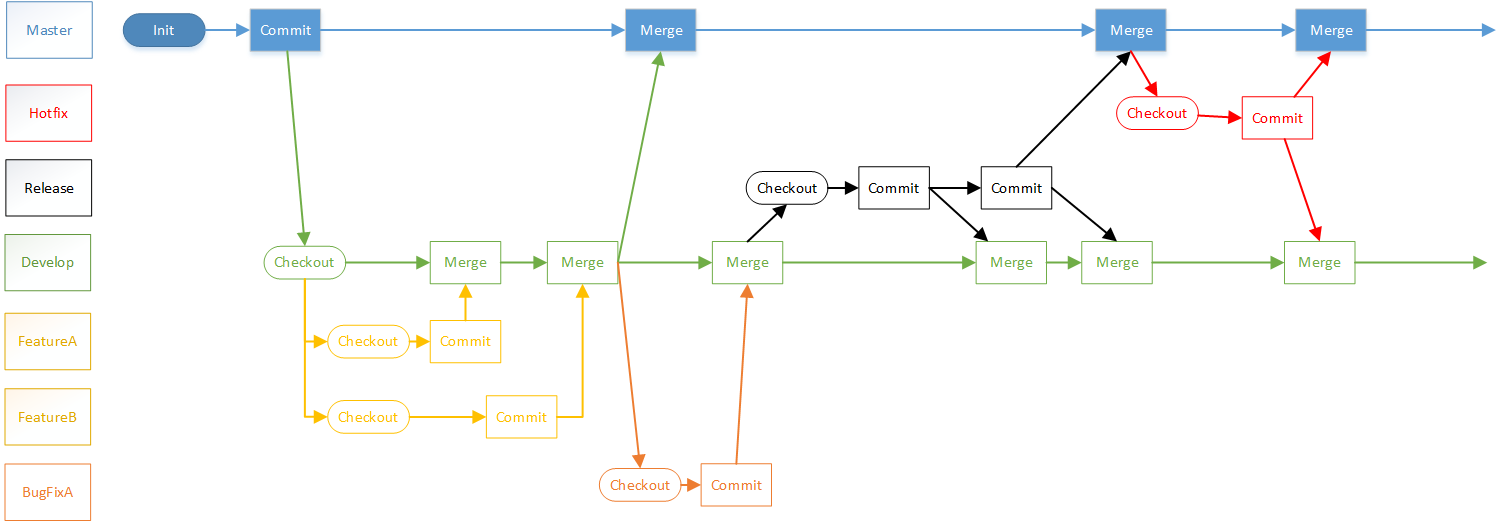 Master
Init
Commit
Merge
Merge
Merge
Hotfix
Checkout
Commit
Release
Checkout
Commit
Commit
Develop
Checkout
Merge
Merge
Merge
Merge
Merge
Merge
FeatureA
Checkout
Commit
FeatureB
Checkout
Commit
BugFixA
Checkout
Commit